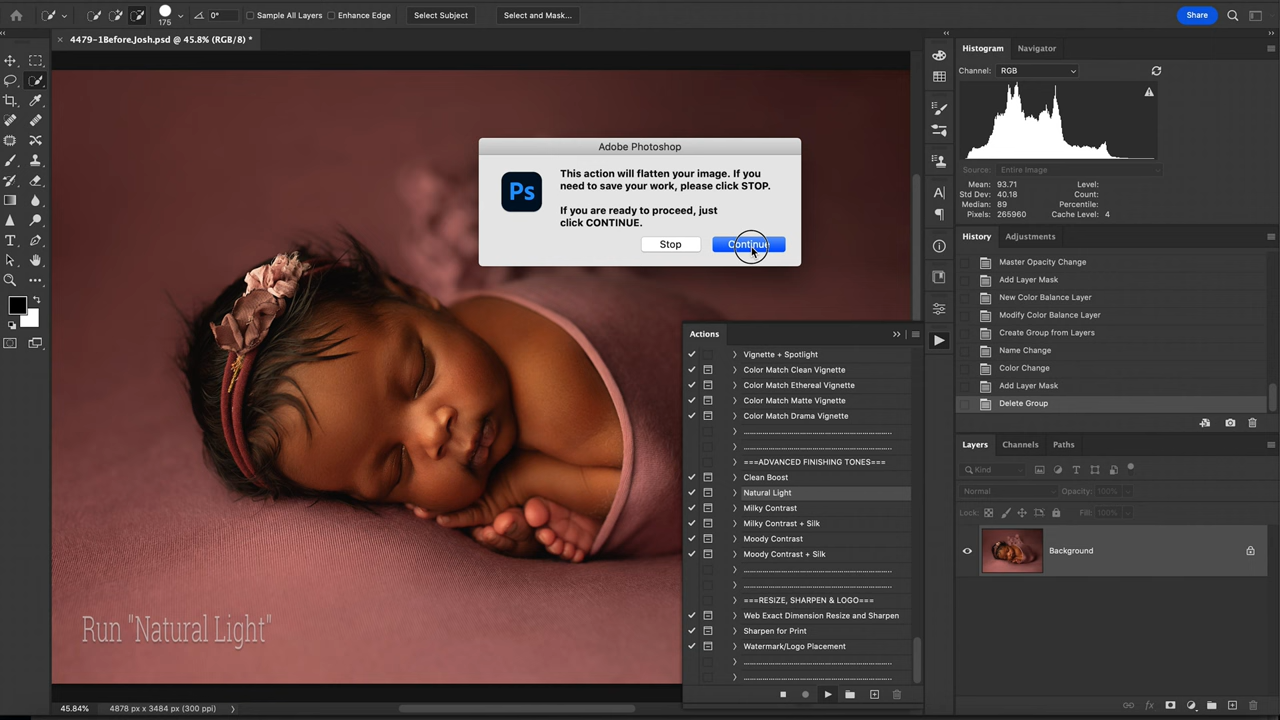 175
0°
Sample All Layers
Enhance Edge
Select Subject
Select and Mask...
Share
4479-1Before.Josh.psd @ 45.8% (RGB/8) *
Histogram
Navigator
Channel:
RGB
Source:
Entire Image
Mean: 93.71
Level:
Std Dev: 40.18
Count:
Median: 89
Percentile:
Pixels: 265960
Cache Level: 4
Adobe Photoshop
Ps
This action will flatten your image. If you
need to save your work, please click STOP.
If you are ready to proceed, just
click CONTINUE.
Stop
Continue
History
Adjustments
Master Opacity Change
Add Layer Mask
New Color Balance Layer
Modify Color Balance Layer
Create Group from Layers
Name Change
Color Change
Add Layer Mask
Delete Group
Actions
Vignette + Spotlight
Color Match Clean Vignette
Color Match Ethereal Vignette
Color Match Matte Vignette
Color Match Drama Vignette
===ADVANCED FINISHING TONES===
Clean Boost
Natural Light
Milky Contrast
Milky Contrast + Silk
Moody Contrast
Moody Contrast + Silk
===RESIZE, SHARPEN & LOGO===
Web Exact Dimension Resize and Sharpen
Sharpen for Print
Watermark/Logo Placement
Layers
Channels
Paths
Kind
Normal
Opacity: 100%
Lock:
Fill: 100%
Background
Run "Natural Light"
45.84%
4878 px x 3484 px (300 ppi)